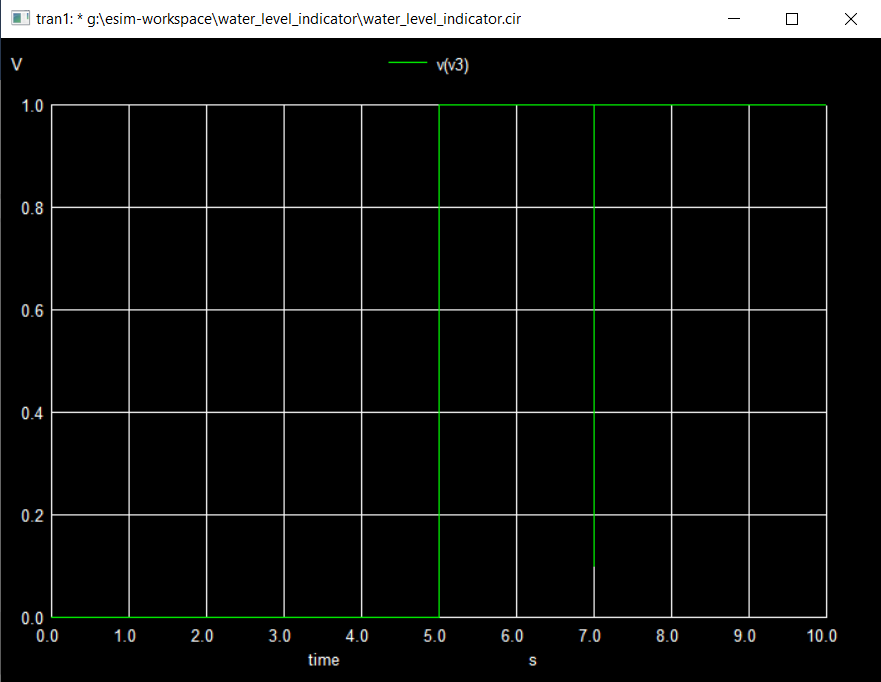 tran1: * g:\esim-workspace\water_level_indicator\water_level_indicator.cir
V
v(v3)
1.0
0.8
0.6
0.4
0.2
0.0
0.0 1.0 2.0 3.0 4.0 5.0 6.0 7.0 8.0 9.0 10.0
time s